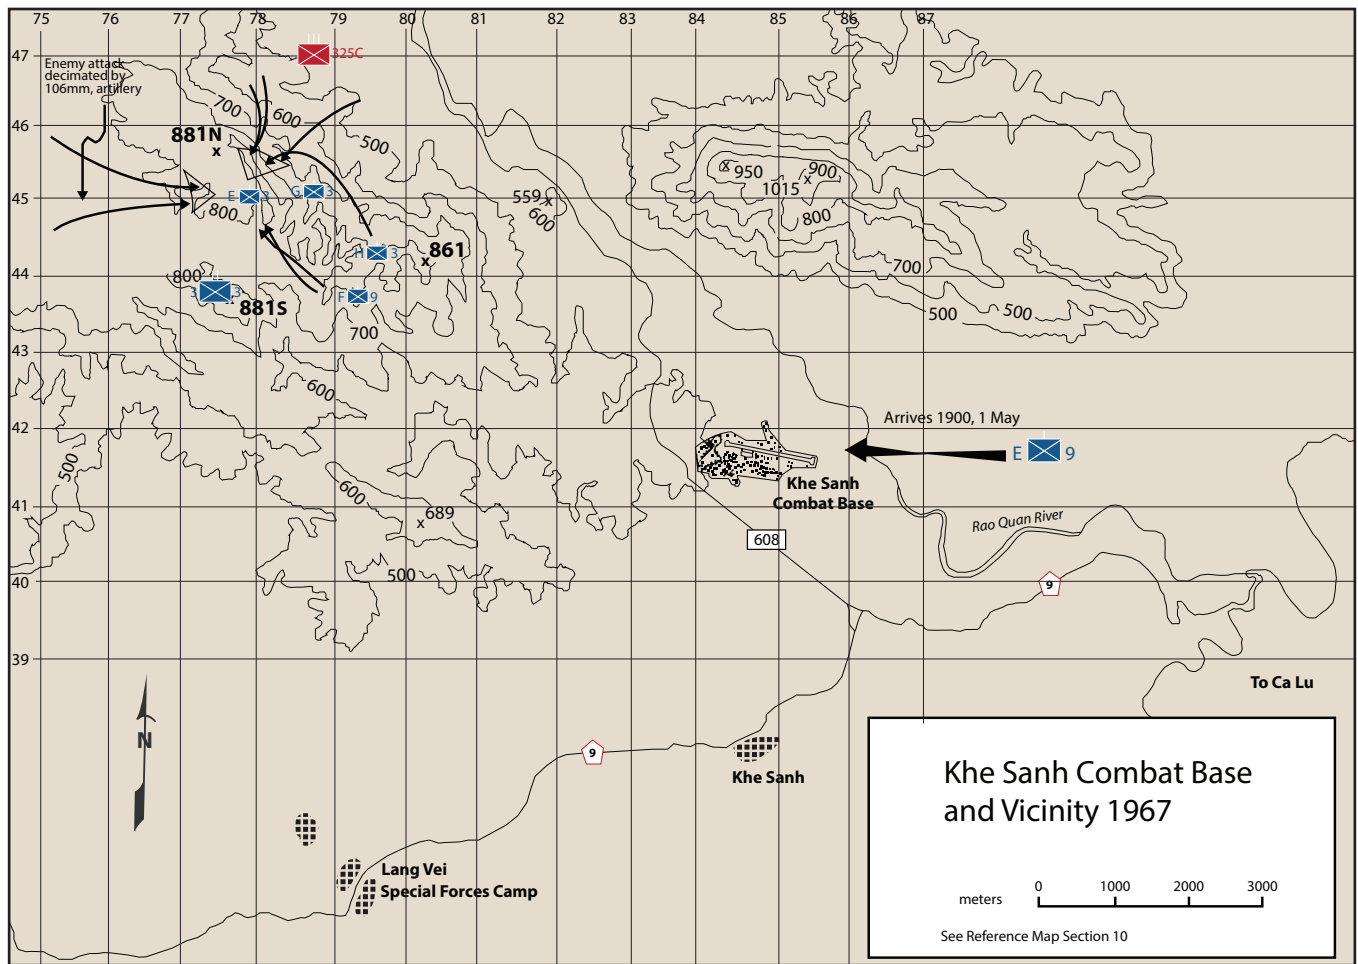 75 76 77 78 79 80 81 82 83 84 85 86 87
47
325C
Enemy attack
decimated by
106mm, artillery
700
600
46
881N
500
950
900
1015
559
45
E 3
G 3
800
600
800
861
H 3
700
44
800
3 3
881S
F 9
500
500
700
43
600
42
Arrives 1900, 1 May
E 9
500
600
Khe Sanh
Combat Base
41
689
Rao Quan River
608
500
40
9
39
To Ca Lu
N
9
Khe Sanh
Khe Sanh Combat Base
and Vicinity 1967
Lang Vei
Special Forces Camp
meters
0 1000 2000 3000
See Reference Map Section 10